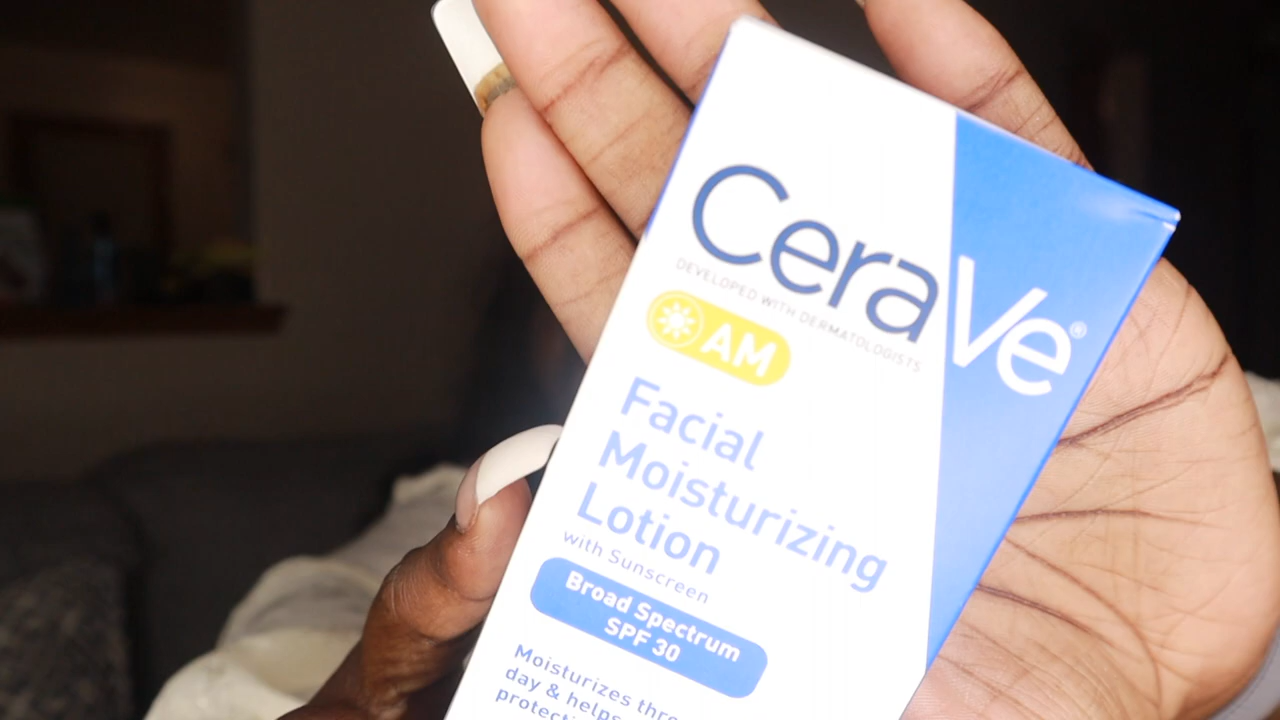 CeraVe®
DEVELOPED WITH DERMATOLOGISTS
AM
Facial
Moisturizing
Lotion
with Sunscreen
Broad Spectrum
SPF 30
Moisturizes
day & helps